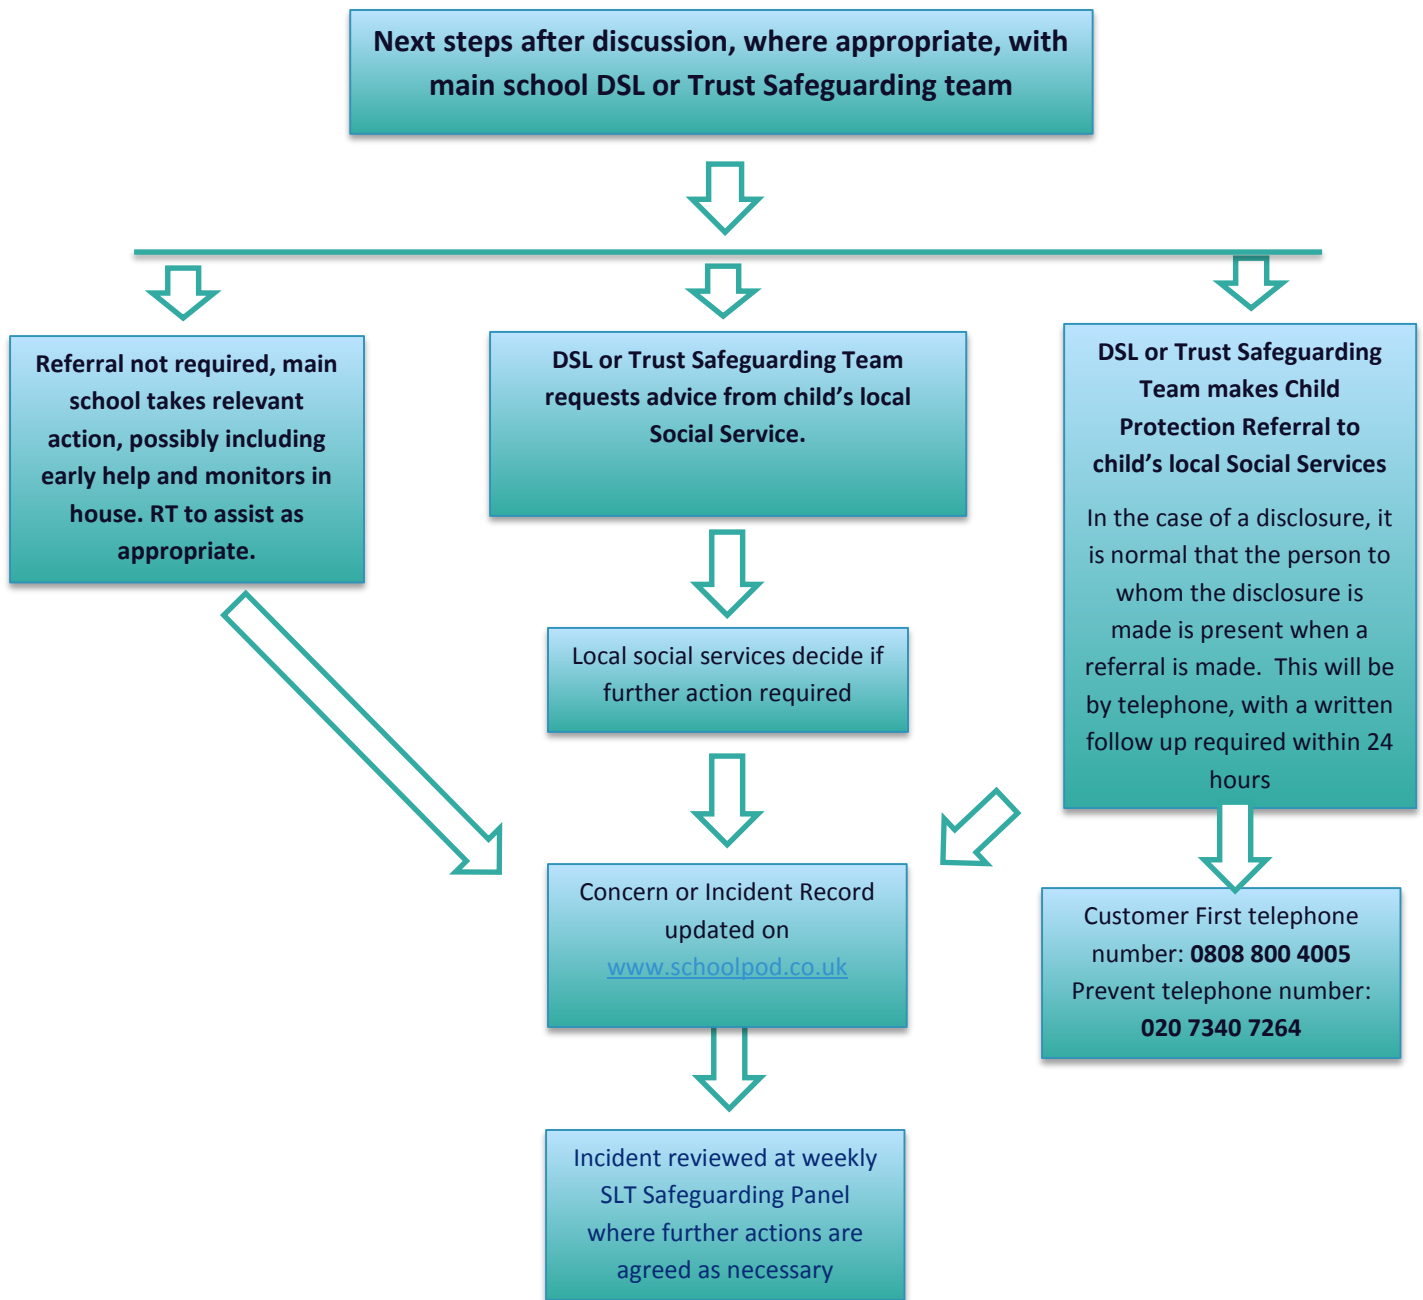 Next steps after discussion, where appropriate, with
main school DSL or Trust Safeguarding team
Referral not required, main
school takes relevant
action, possibly including
early help and monitors in
house. RT to assist as
appropriate.
DSL or Trust Safeguarding Team
requests advice from child’s local
Social Service.
DSL or Trust Safeguarding
Team makes Child
Protection Referral to
child’s local Social Services
In the case of a disclosure, it
is normal that the person to
whom the disclosure is
made is present when a
referral is made.  This will be
by telephone, with a written
follow up required within 24
hours
Local social services decide if
further action required
Concern or Incident Record
updated on
www.schoolpod.co.uk
Customer First telephone
number: 0808 800 4005
Prevent telephone number:
020 7340 7264
Incident reviewed at weekly
SLT Safeguarding Panel
where further actions are
agreed as necessary